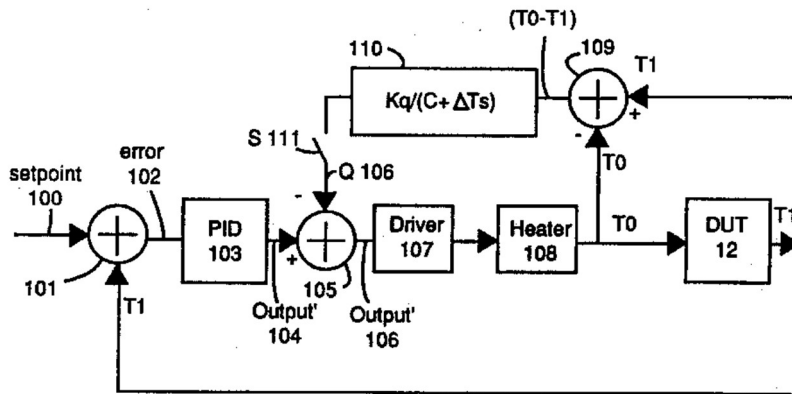 (T0-T1)
110
109
T1
Kq/(C+ ΔTs)
+
-
S 111
T0
Q 106
setpoint
100
error
102
-
PID
103
+
105
Driver
107
Heater
108
T0
DUT
12
T1
101
T1
Output'
104
Output'
106